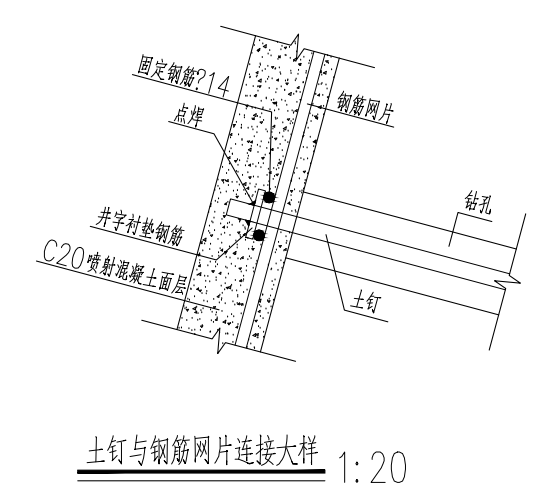 固定钢筋?14
点焊
钢筋网片
钻孔
井字衬垫钢筋
C20喷射混凝土面层
土钉
土钉与钢筋网片连接大样 1:20